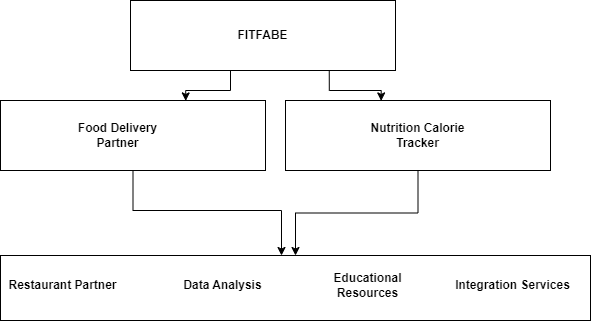 FITFABE
Food Delivery
Partner
Nutrition Calorie
Tracker
Restaurant Partner
Data Analysis
Educational
Resources
Integration Services